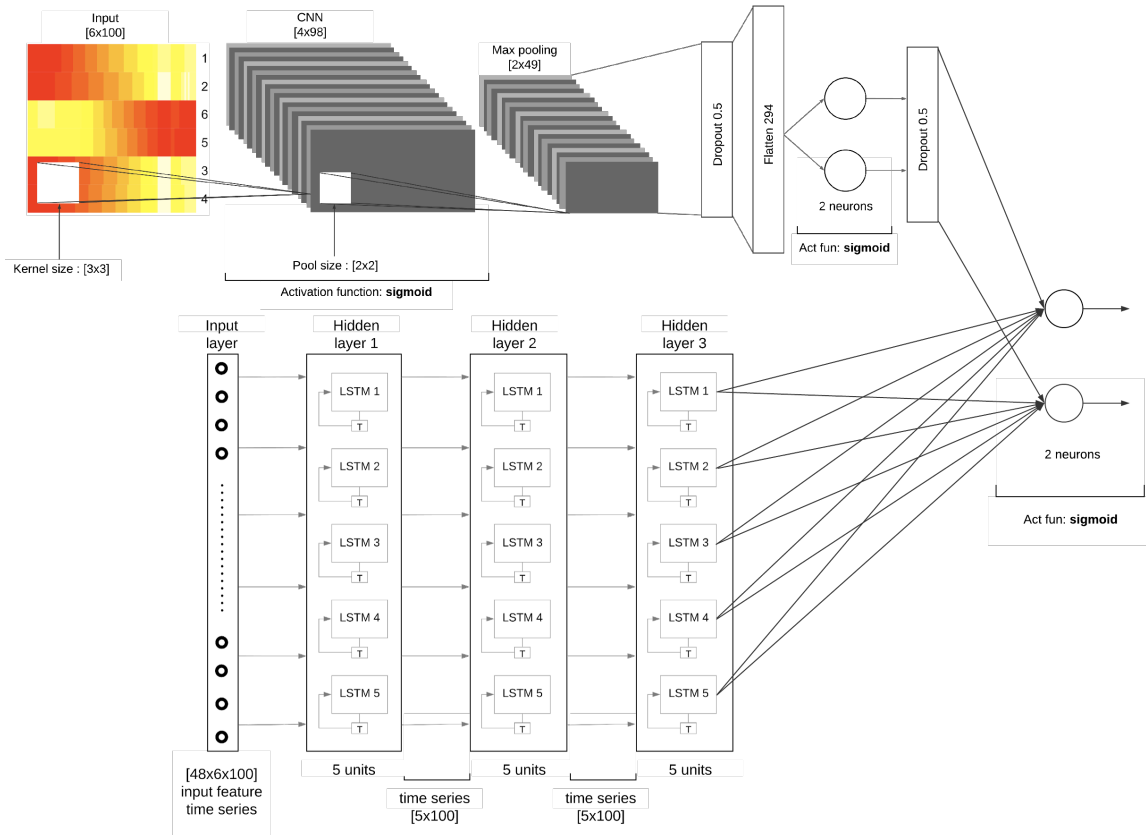 Input
[6x100]
CNN
[4x98]
Max pooling
[2x49]
1
2
6
5
3
4
Kernel size : [3x3]
Pool size : [2x2]
Activation function: sigmoid
Dropout 0.5
Flatten 294
2 neurons
Act fun: sigmoid
Dropout 0.5
Input
layer
Hidden
layer 1
Hidden
layer 2
Hidden
layer 3
LSTM 1
T
LSTM 2
T
LSTM 3
T
LSTM 4
T
LSTM 5
T
LSTM 1
T
LSTM 2
T
LSTM 3
T
LSTM 4
T
LSTM 5
T
LSTM 1
T
LSTM 2
T
LSTM 3
T
LSTM 4
T
LSTM 5
T
2 neurons
Act fun: sigmoid
[48x6x100]
input feature
time series
5 units
5 units
5 units
time series
[5x100]
time series
[5x100]